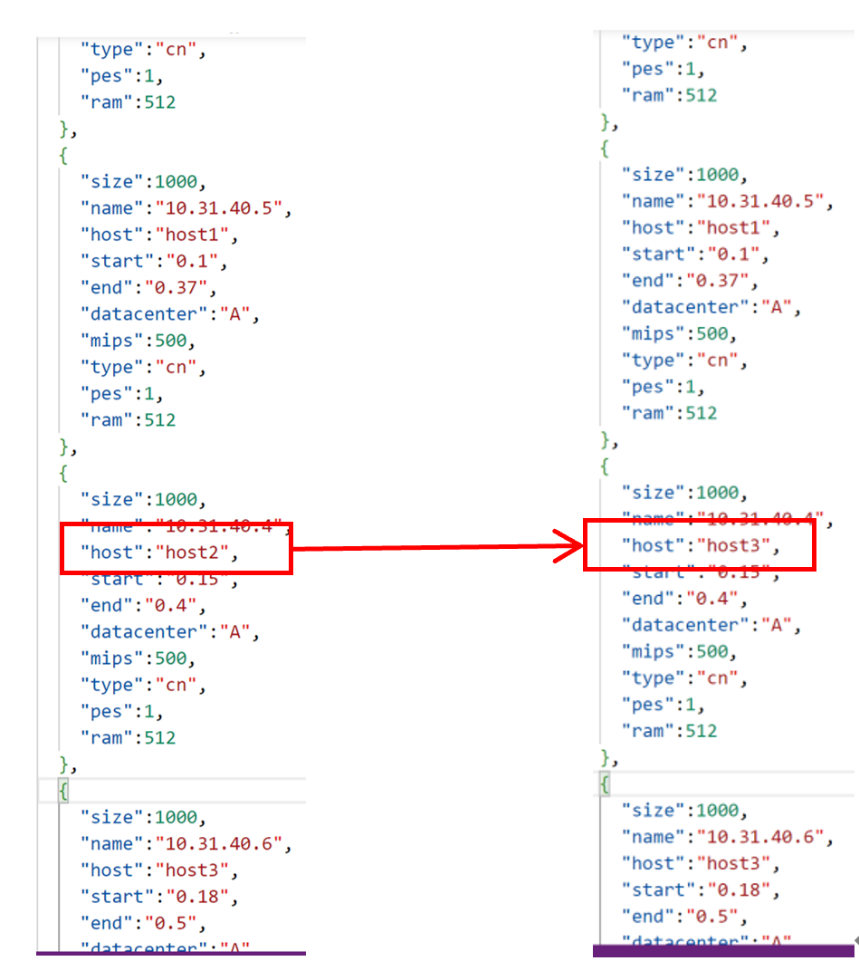 "type":"cn",
"pes":1,
"ram":512
},
{
"size":1000,
"name":"10.31.40.5",
"host":"host1",
"start":"0.1",
"end":"0.37",
"datacenter":"A",
"mips":500,
"type":"cn",
"pes":1,
"ram":512
},
{
"size":1000,
"name":"10.31.40.4",
"host":"host2",
"start":"0.15",
"end":"0.4",
"datacenter":"A",
"mips":500,
"type":"cn",
"pes":1,
"ram":512
},
{
"size":1000,
"name":"10.31.40.6",
"host":"host3",
"start":"0.18",
"end":"0.5",
"datacenter":"A"
"type":"cn",
"pes":1,
"ram":512
},
{
"size":1000,
"name":"10.31.40.5",
"host":"host1",
"start":"0.1",
"end":"0.37",
"datacenter":"A",
"mips":500,
"type":"cn",
"pes":1,
"ram":512
},
{
"size":1000,
"name":"10.31.40.4",
"host":"host3",
"start":"0.15",
"end":"0.4",
"datacenter":"A",
"mips":500,
"type":"cn",
"pes":1,
"ram":512
},
{
"size":1000,
"name":"10.31.40.6",
"host":"host3",
"start":"0.18",
"end":"0.5",
"datacenter":"A"